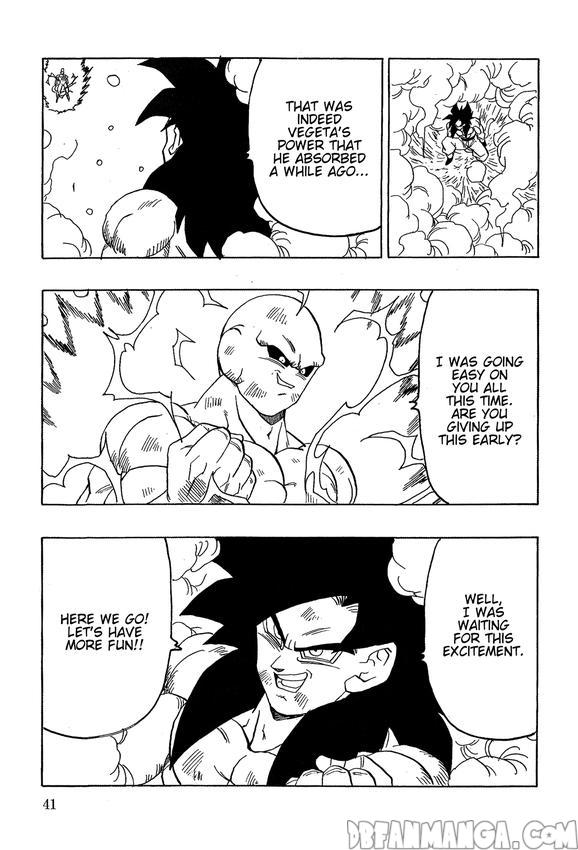 THAT WAS
INDEED
VEGETA'S
POWER THAT
HE ABSORBED
A WHILE AGO...
I WAS GOING
EASY ON
YOU ALL
THIS TIME.
ARE YOU
GIVING UP
THIS EARLY?
WELL,
I WAS
WAITING
FOR THIS
EXCITEMENT.
HERE WE GO!
LET'S HAVE
MORE FUN!!
41
DBFANMANGA.COM